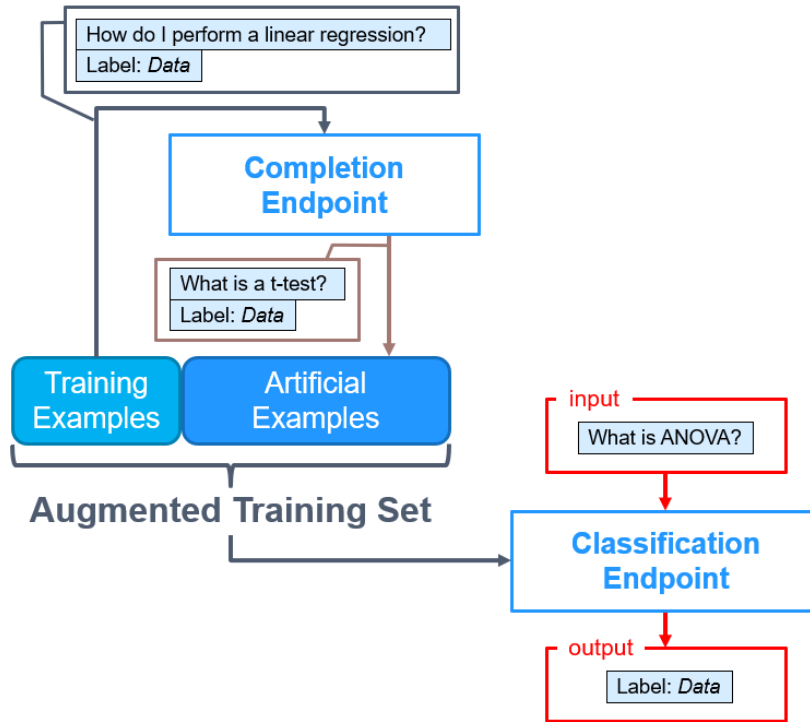 How do I perform a linear regression?
Label: Data
Completion
Endpoint
What is a t-test?
Label: Data
Training
Examples
Artificial
Examples
Augmented Training Set
input
What is ANOVA?
Classification
Endpoint
output
Label: Data